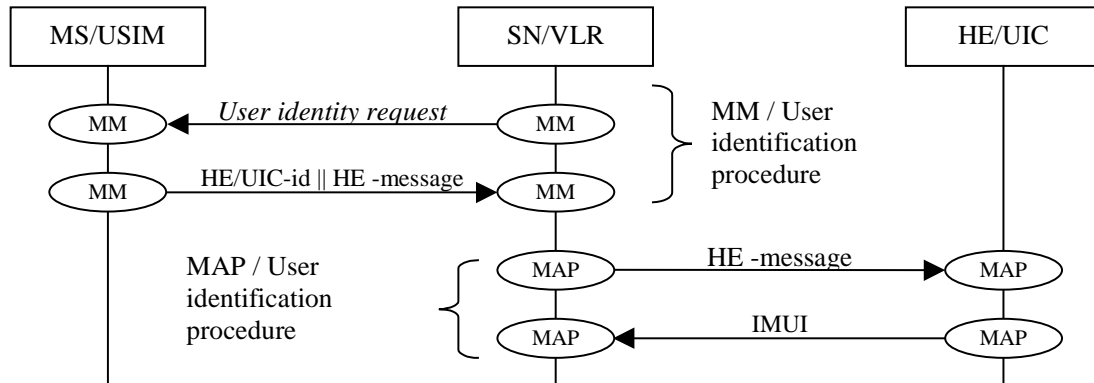 MS/USIM
SN/VLR
HE/UIC
MM
User identity request
MM
MM / User
identification
procedure
MM
HE/UIC-id || HE -message
MM
MAP / User
identification
procedure
MAP
HE -message
MAP
MAP
IMUI
MAP